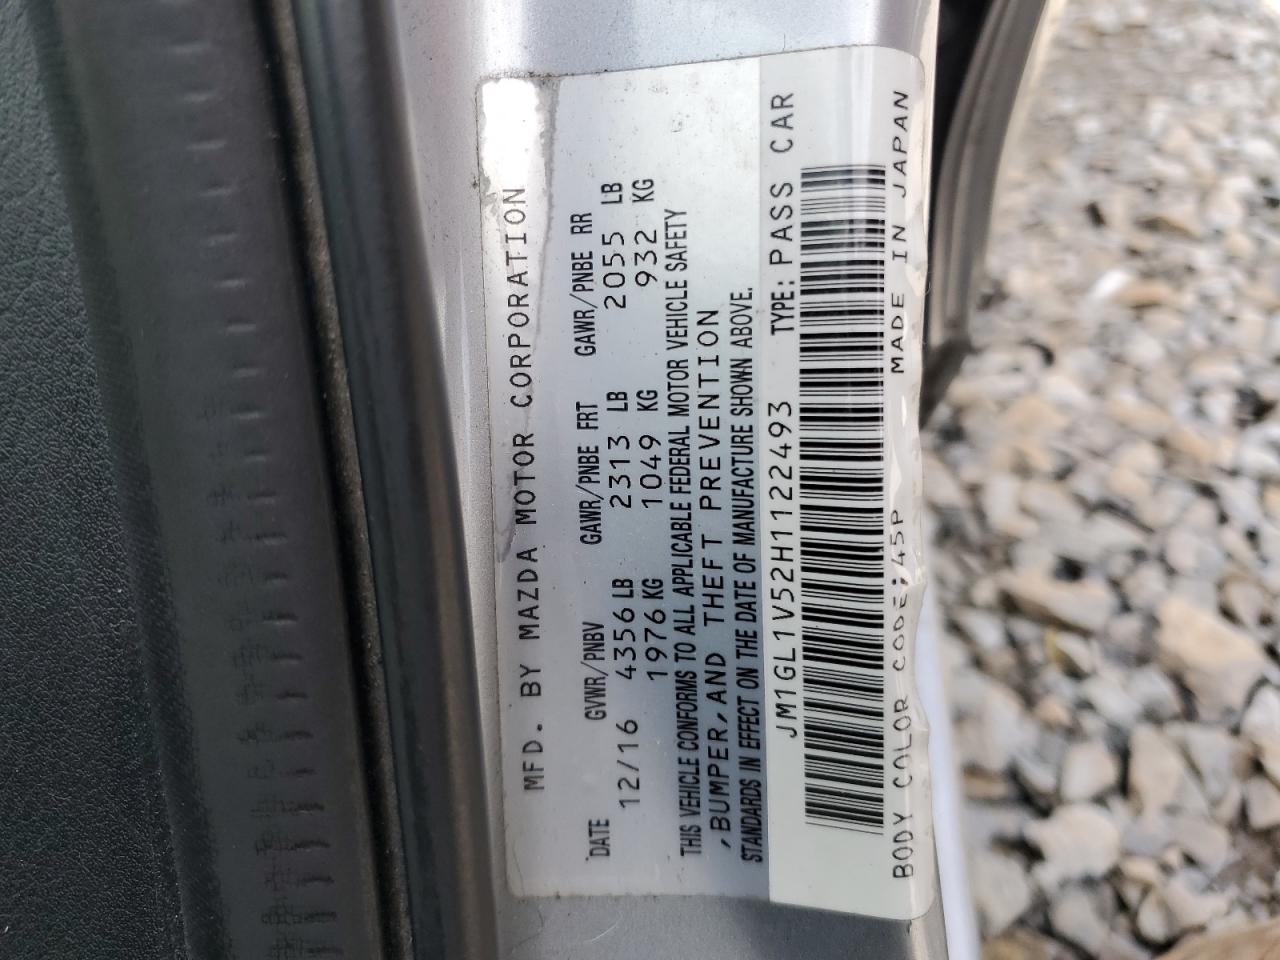 MFD. BY MAZDA MOTOR CORPORATION
DATE GVWR/PNBV GAWR/PNBE FRT GAWR/PNBE RR
12/16 4356 LB 2313 LB 2055 LB
1976 KG 1049 KG 932 KG
THIS VEHICLE CONFORMS TO ALL APPLICABLE FEDERAL MOTOR VEHICLE SAFETY
,BUMPER, AND THEFT PREVENTION
STANDARDS IN EFFECT ON THE DATE OF MANUFACTURE SHOWN ABOVE.
JM1GL1V52H1122493 TYPE: PASS CAR
BODY COLOR CODE: 45P MADE IN JAPAN